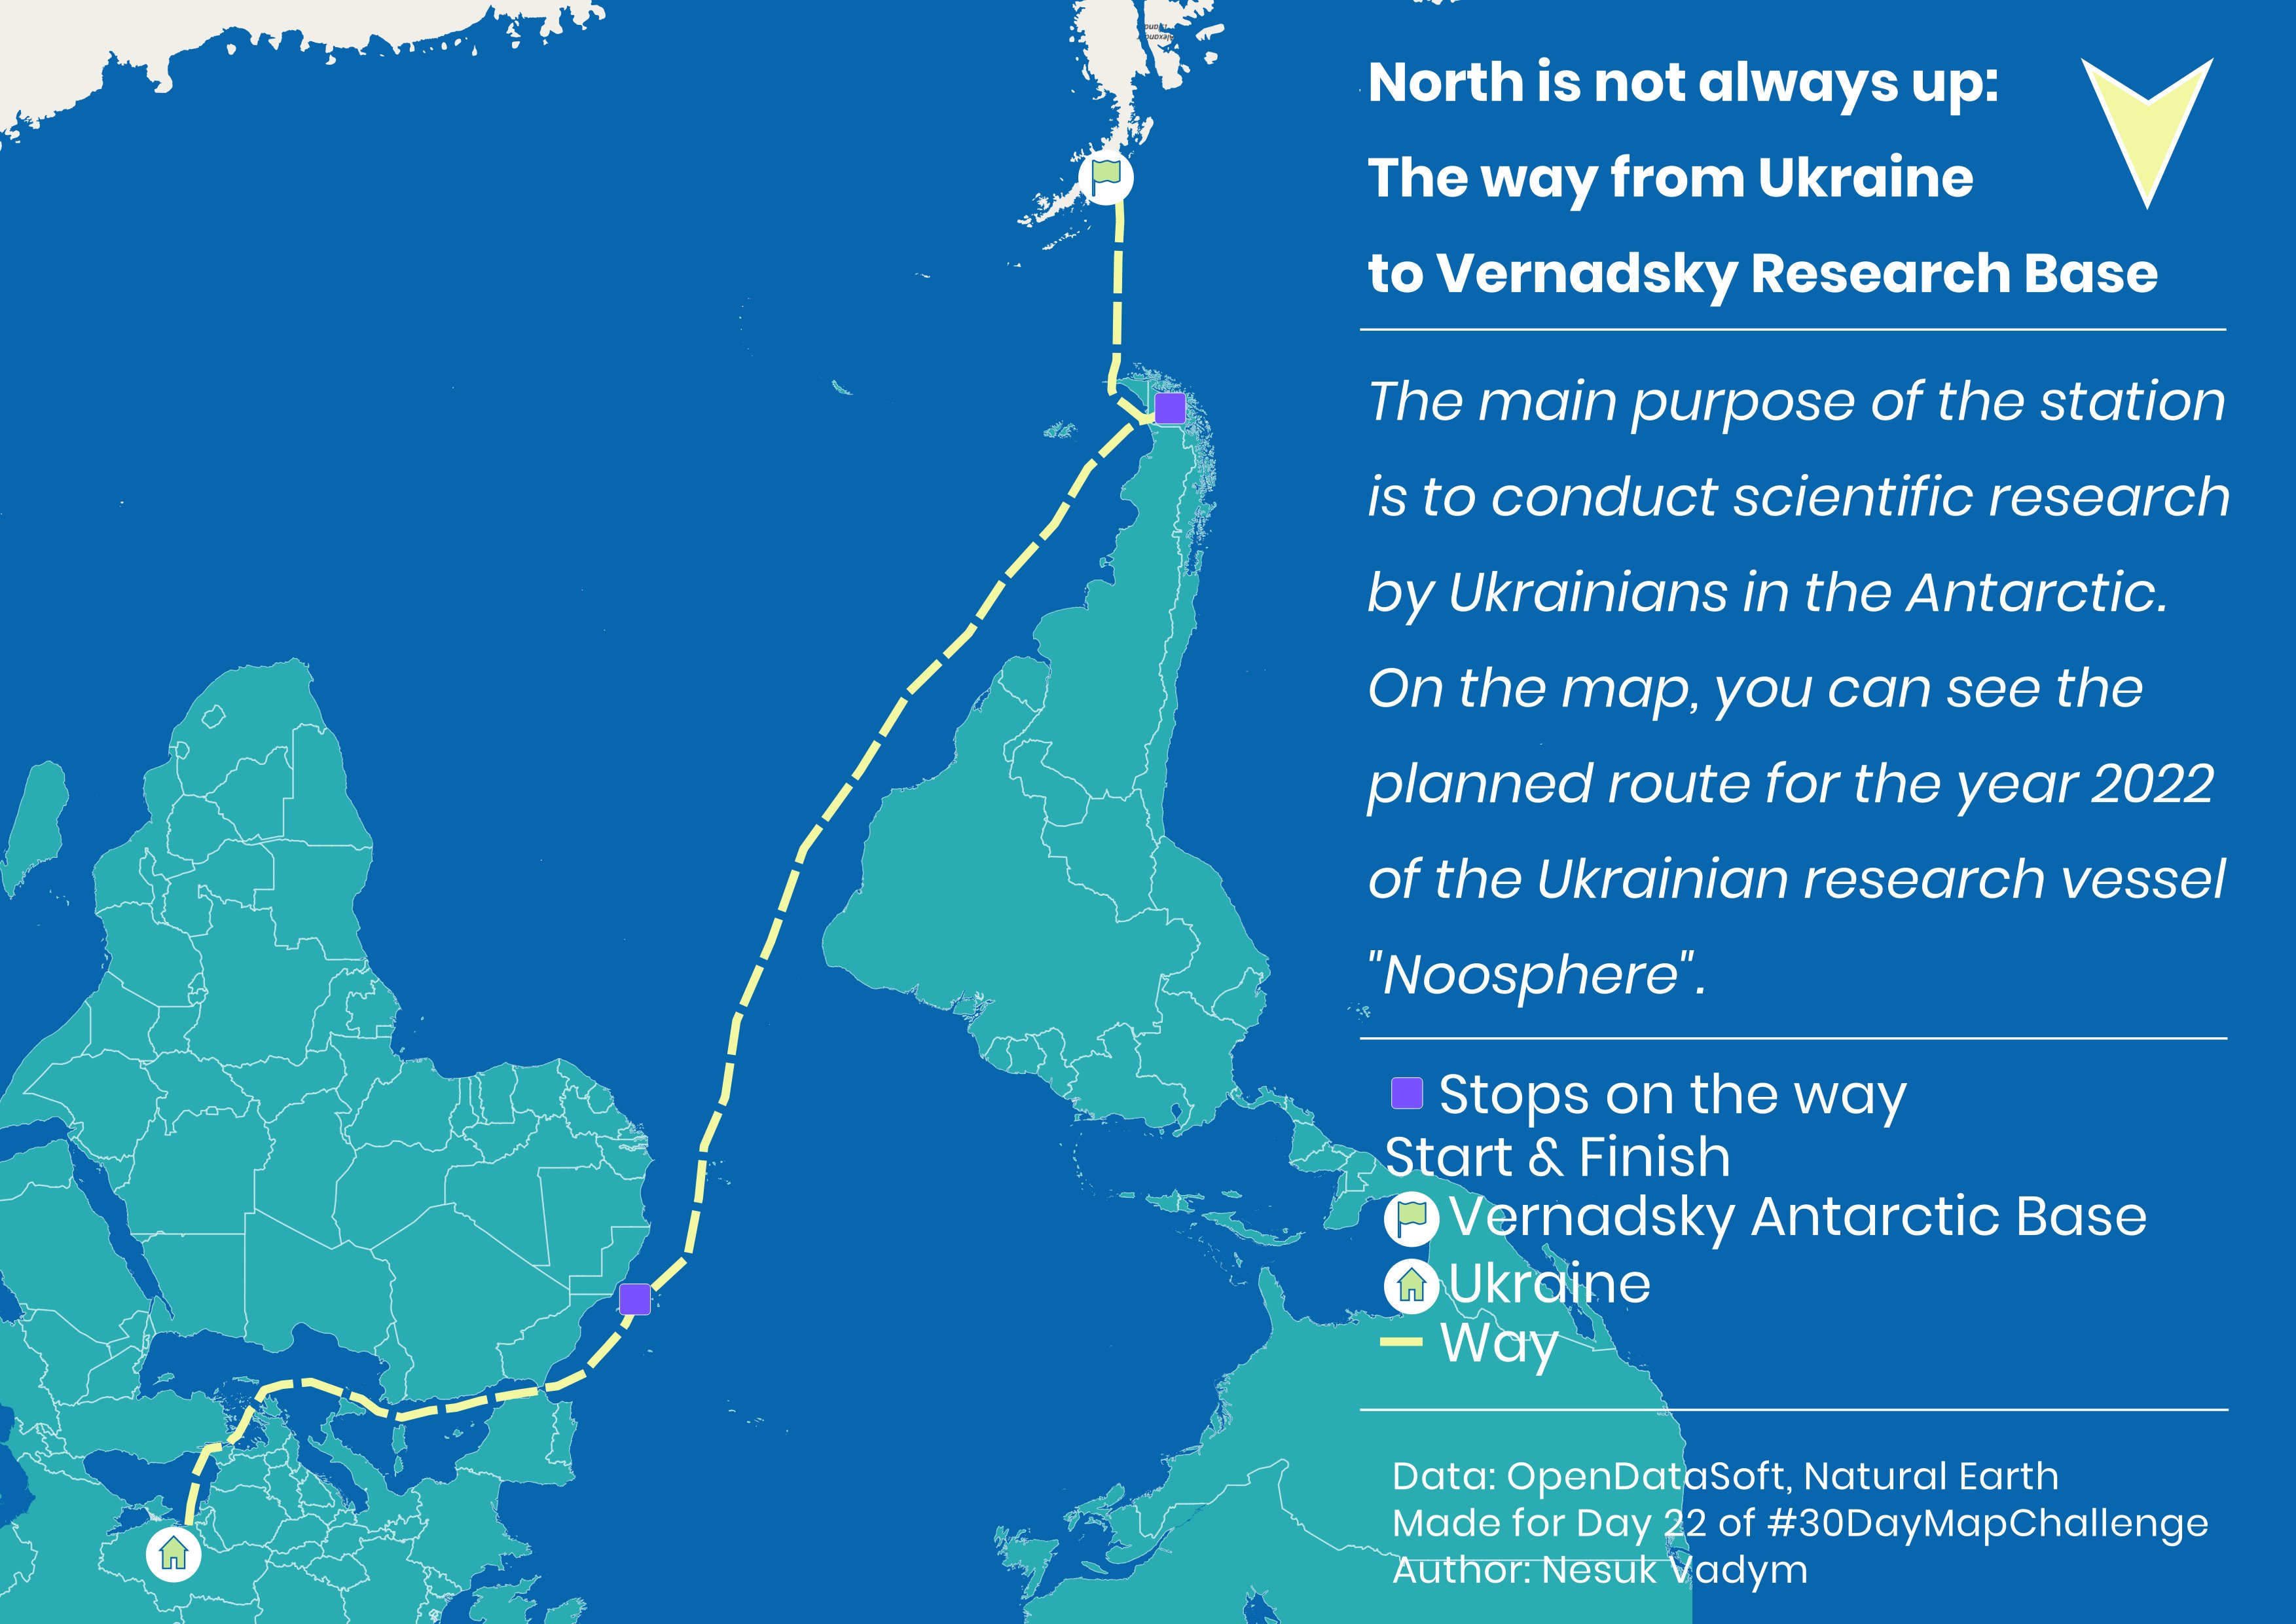 Alexander
Island
North is not always up:
The way from Ukraine
to Vernadsky Research Base
The main purpose of the station
is to conduct scientific research
by Ukrainians in the Antarctic.
On the map, you can see the
planned route for the year 2022
of the Ukrainian research vessel
"Noosphere".
Stops on the way
Start & Finish
Vernadsky Antarctic Base
Ukraine
Way
Data: OpenDataSoft, Natural Earth
Made for Day 22 of #30DayMapChallenge
Author: Nesuk Vadym